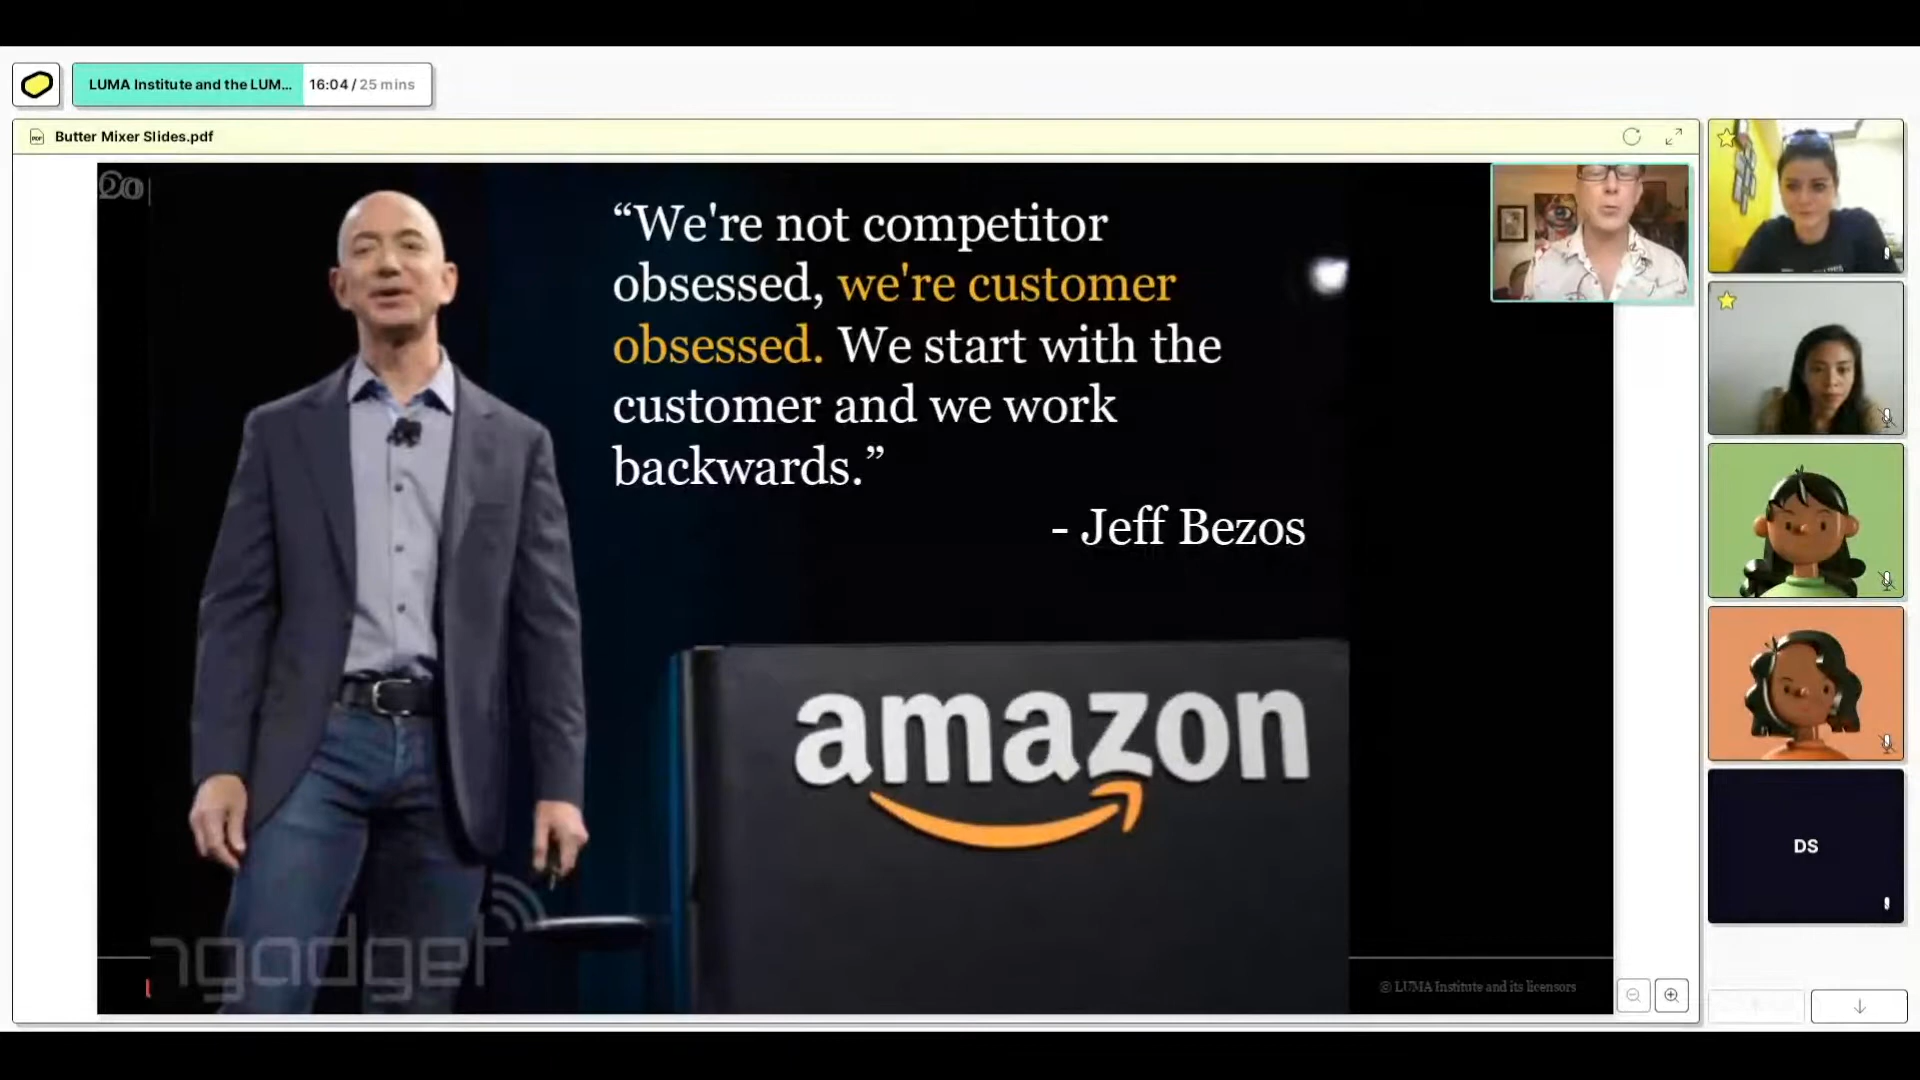 LUMA Institute and the LUM...
16:04 / 25 mins
Butter Mixer Slides.pdf
“We're not competitor
obsessed, we're customer
obsessed. We start with the
customer and we work
backwards.”
- Jeff Bezos
amazon
ngadget
© LUMA Institute and its licensors
DS